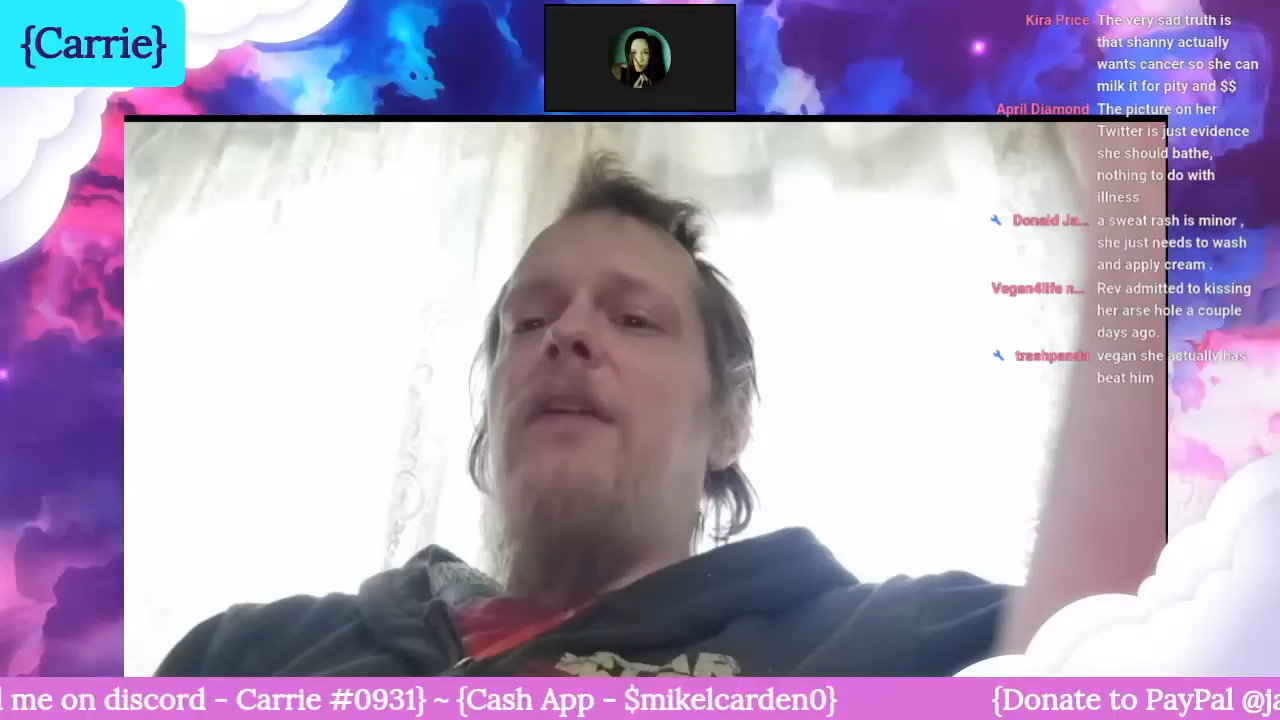 {Carrie}
Kira Price The very sad truth is
that shanny actually
wants cancer so she can
milk it for pity and $$
April Diamond The picture on her
Twitter is just evidence
she should bathe,
nothing to do with
illness
Donald Ja... a sweat rash is minor ,
she just needs to wash
and apply cream .
Vegan4life n... Rev admitted to kissing
her arse hole a couple
days ago.
trashpanda vegan she actually has
beat him
me on discord - Carrie #0931} ~ {Cash App - $mikelcarden0} {Donate to PayPal @ja